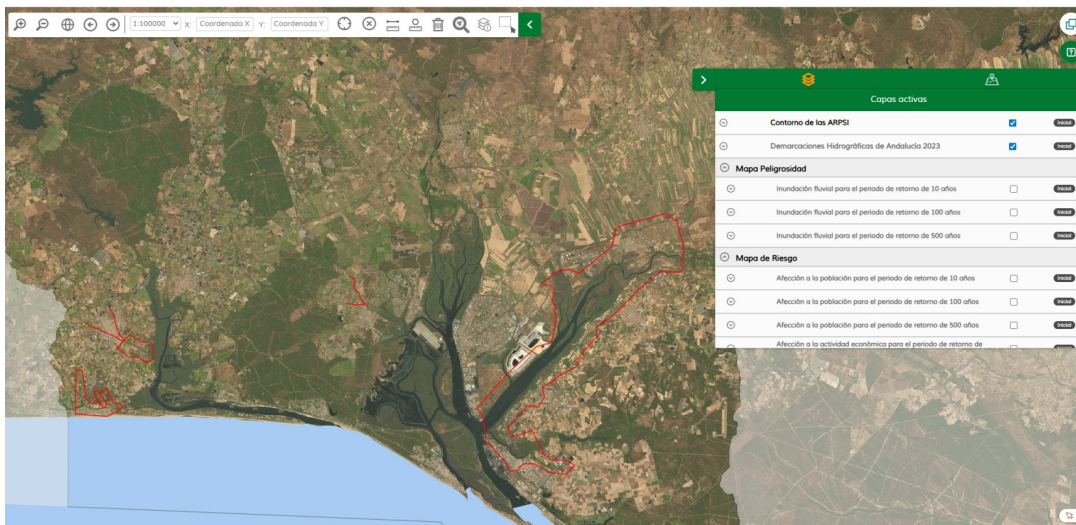 1:100000 X: Coordenada X Y: Coordenada Y
Capas activas
Contorno de las ARPSI Inicial
Demarcaciones Hidrográficas de Andalucía 2023 Inicial
Mapa Peligrosidad
Inundación fluvial para el periodo de retorno de 10 años Inicial
Inundación fluvial para el periodo de retorno de 100 años Inicial
Inundación fluvial para el periodo de retorno de 500 años Inicial
Mapa de Riesgo
Afección a la población para el periodo de retorno de 10 años Inicial
Afección a la población para el periodo de retorno de 100 años Inicial
Afección a la población para el periodo de retorno de 500 años Inicial
Afección a la actividad económica para el periodo de retorno de